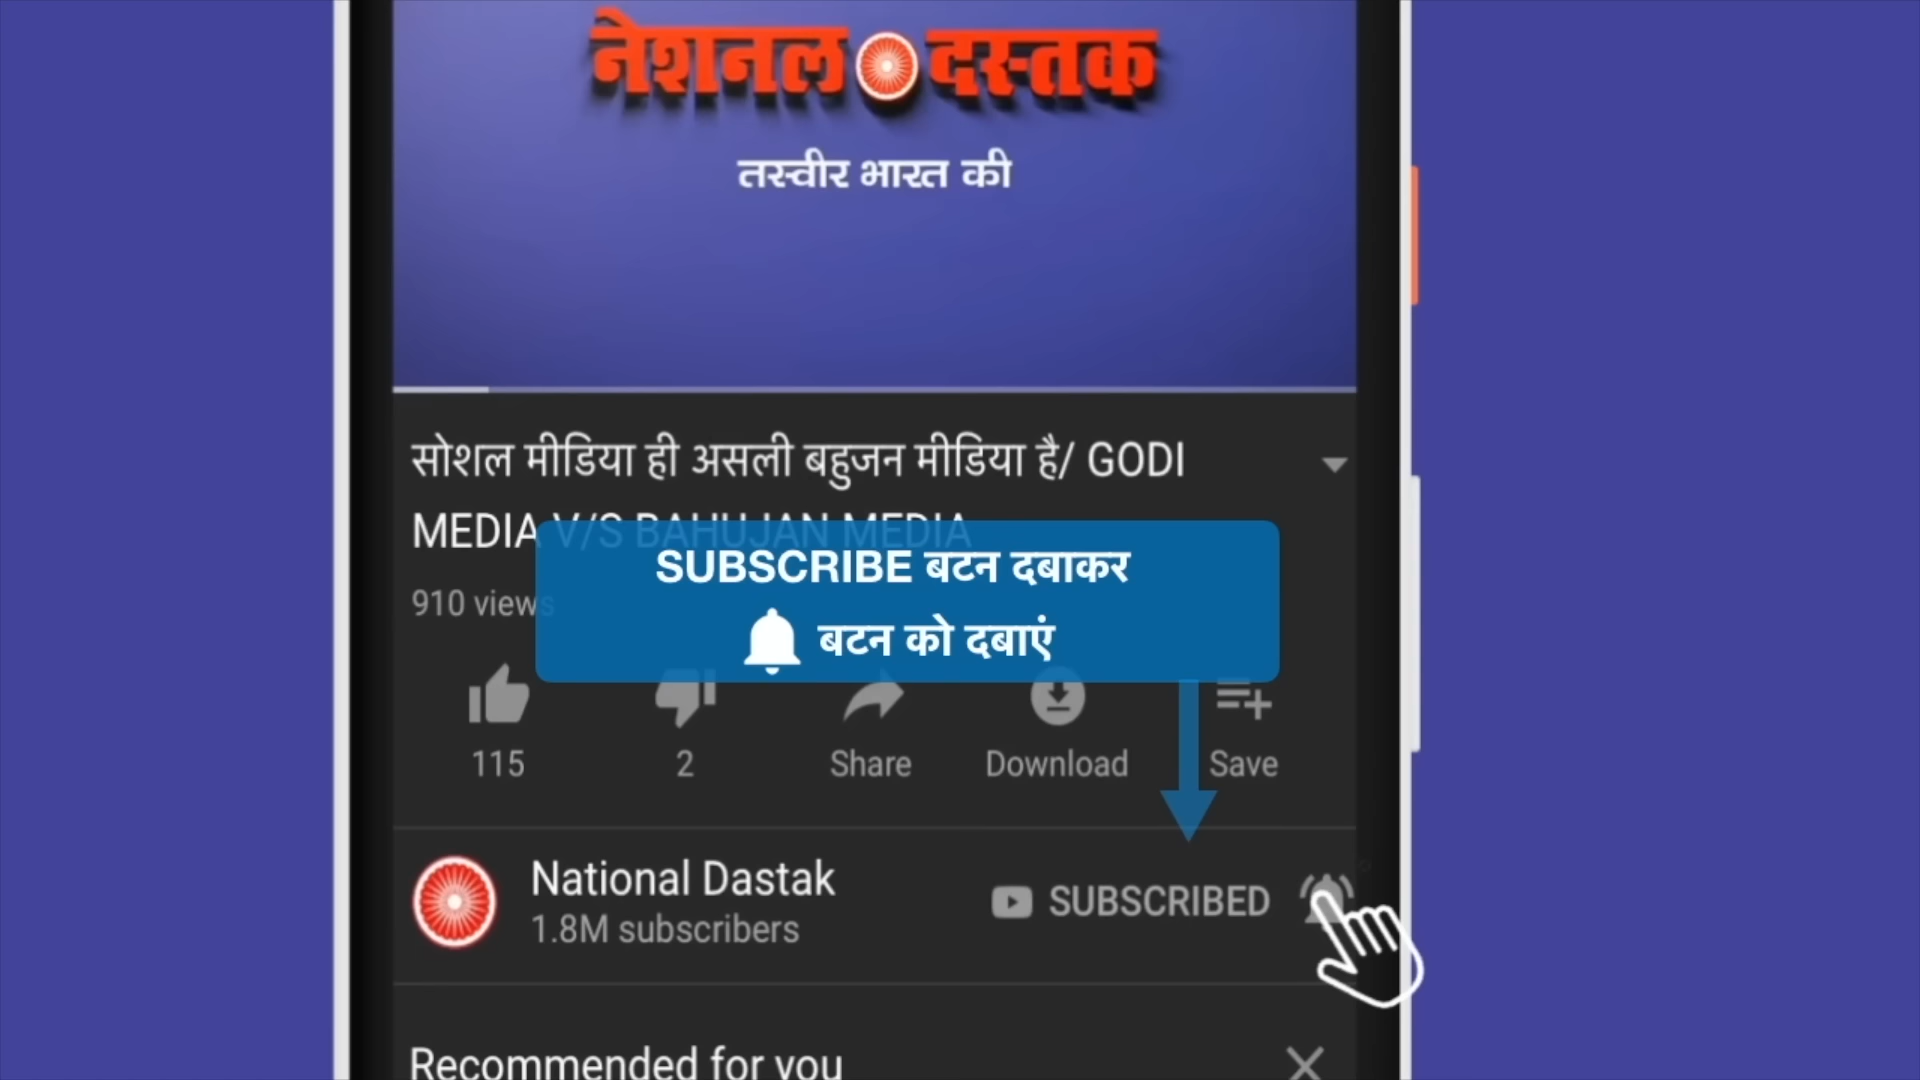 नेशनल दस्तक
तस्वीर भारत की
सोशल मीडिया ही असली बहुजन मीडिया है/ GODI
MEDIA V/S BAHUJAN MEDIA
SUBSCRIBE बटन दबाकर
बटन को दबाएं
910 views
115
2
Share
Download
Save
National Dastak
1.8M subscribers
SUBSCRIBED
Recommended for you